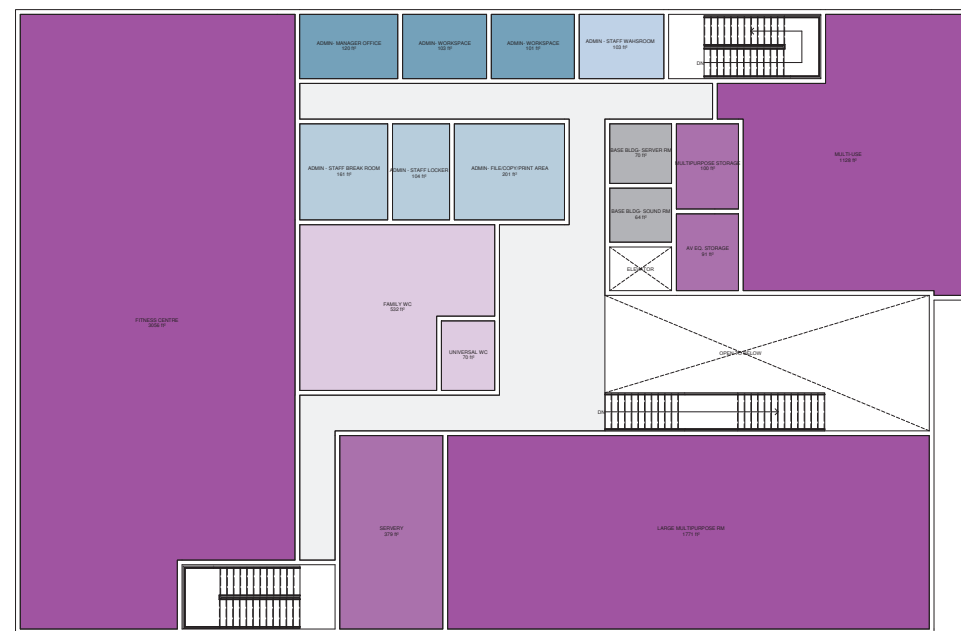 ADMIN- MANAGER OFFICE
120 ft²
ADMIN- WORKSPACE
102 ft²
ADMIN- WORKSPACE
101 ft²
ADMIN - STAFF WAHSROOM
103 ft²
DN
MULTI-USE
ADMIN - STAFF BREAK ROOM
161 ft²
ADMIN - STAFF LOCKER
104 ft²
ADMIN - FILE/COPY/PRINT AREA
201 ft²
BASE BLDG- SERVER RM
70 ft²
MULTIPURPOSE STORAGE
100 ft²
BASE BLDG- SOUND RM
64 ft²
AV EQ. STORAGE
91 ft²
ELEVATOR
FAMILY WC
532 ft²
UNIVERSAL WC
70 ft²
FITNESS CENTRE
OPEN TO BELOW
DN
SERVERY
379 ft²
LARGE MULTIPURPOSE RM
1771 ft²